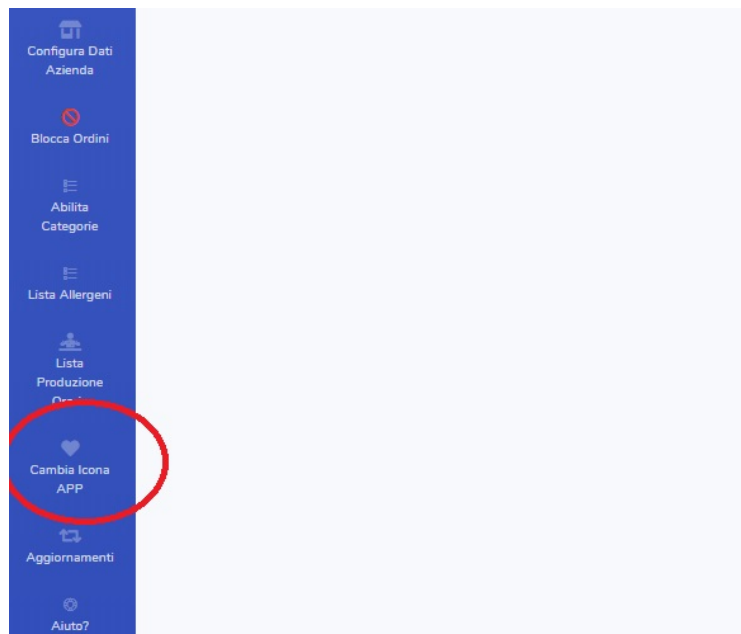 Configura Dati
Azienda
Blocca Ordini
Abilita
Categorie
Lista Allergeni
Lista
Produzione
Cambia Icona
APP
Aggiornamenti
Aiuto?